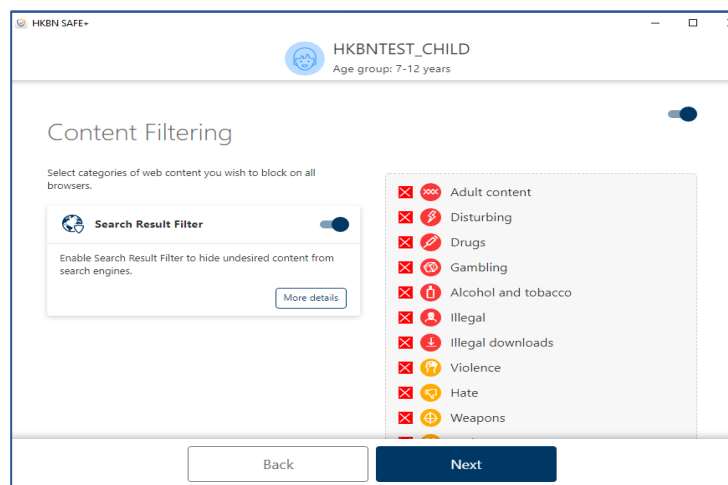 HKBN SAFE+
HKBNTEST_CHILD
Age group: 7-12 years
Content Filtering
Select categories of web content you wish to block on all
browsers.
Search Result Filter
Enable Search Result Filter to hide undesired content from
search engines.
More details
Adult content
Disturbing
Drugs
Gambling
Alcohol and tobacco
Illegal
Illegal downloads
Violence
Hate
Weapons
Back
Next